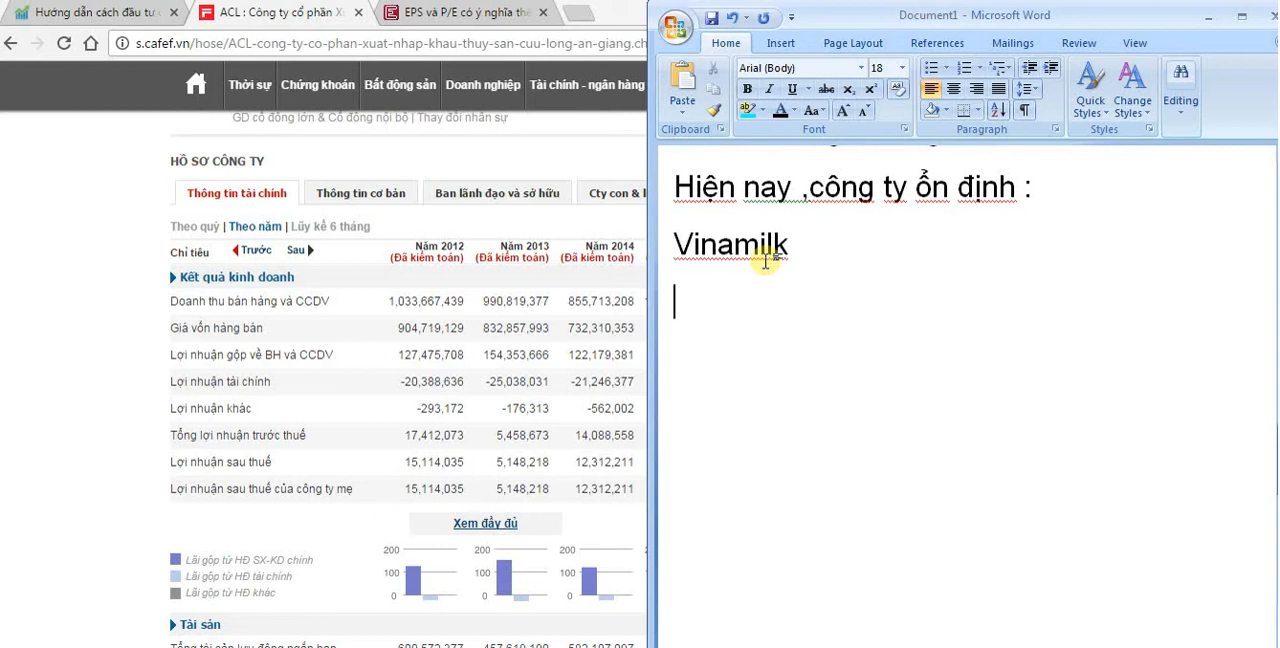 Hướng dẫn cách đầu tư
ACL : Công ty cổ phần X
EPS và P/E có ý nghĩa th
s.cafef.vn/hose/ACL-cong-ty-co-phan-xuat-nhap-khau-thuy-san-cuu-long-an-giang.ch
Thời sự
Chứng khoán
Bất động sản
Doanh nghiệp
Tài chính - ngân hàng
GD cổ đông lớn & Cổ đông nội bộ | Thay đổi nhân sự
HỒ SƠ CÔNG TY
Thông tin tài chính
Thông tin cơ bản
Ban lãnh đạo và sở hữu
Cty con & l
Theo quý | Theo năm | Lũy kế 6 tháng
Chỉ tiêu Trước Sau
Năm 2012 Năm 2013 Năm 2014
(Đã kiểm toán) (Đã kiểm toán) (Đã kiểm toán)
Kết quả kinh doanh
Doanh thu bán hàng và CCDV 1,033,667,439 990,819,377 855,713,208
Giá vốn hàng bán 904,719,129 832,857,993 732,310,353
Lợi nhuận gộp về BH và CCDV 127,475,708 154,353,666 122,179,381
Lợi nhuận tài chính -20,388,636 -25,038,031 -21,246,377
Lợi nhuận khác -293,172 -176,313 -562,002
Tổng lợi nhuận trước thuế 17,412,073 5,458,673 14,088,558
Lợi nhuận sau thuế 15,114,035 5,148,218 12,312,211
Lợi nhuận sau thuế của công ty mẹ 15,114,035 5,148,218 12,312,211
Xem đầy đủ
Lãi gộp từ HĐ SX-KD chính
Lãi gộp từ HĐ tài chính
Lãi gộp từ HĐ khác
200 200 200
100 100 100
0 0 0
Tài sản
Document1 - Microsoft Word
Home Insert Page Layout References Mailings Review View
Arial (Body) 18
Paste
Quick Styles
Change Styles
Editing
Clipboard Font Paragraph Styles
Hiện nay ,công ty ổn định :
Vinamilk